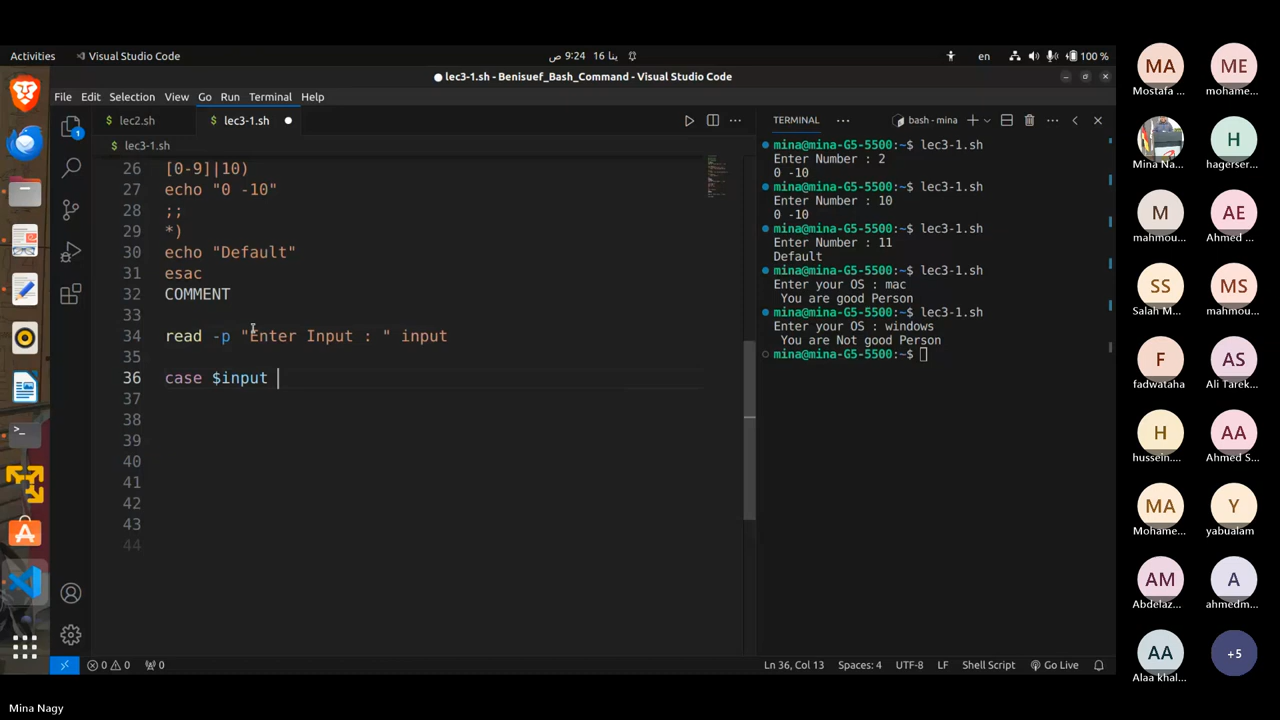 Activities
Visual Studio Code
ص 9:24 16 ينا
en
100 %
lec3-1.sh - Benisuef_Bash_Command - Visual Studio Code
File Edit Selection View Go Run Terminal Help
lec2.sh
lec3-1.sh
lec3-1.sh
26 [0-9]|10)
27 echo "0 -10"
28 ;;
29 *)
30 echo "Default"
31 esac
32 COMMENT
33
34 read -p "Enter Input : " input
35
36 case $input
37
38
39
40
41
42
43
44
TERMINAL
bash - mina
mina@mina-G5-5500:~$ lec3-1.sh
Enter Number : 2
0 -10
mina@mina-G5-5500:~$ lec3-1.sh
Enter Number : 10
0 -10
mina@mina-G5-5500:~$ lec3-1.sh
Enter Number : 11
Default
mina@mina-G5-5500:~$ lec3-1.sh
Enter your OS : mac
You are good Person
mina@mina-G5-5500:~$ lec3-1.sh
Enter your OS : windows
You are Not good Person
mina@mina-G5-5500:~$
1
0 0 0
Ln 36, Col 13 Spaces: 4 UTF-8 LF Shell Script Go Live
MA ME
Mostafa ... mohame...
H
Mina Na... hagerser...
M AE
mahmou... Ahmed ...
SS MS
Salah M... mahmou...
F AS
fadwataha Ali Tarek...
H AA
hussein.... Ahmed S...
MA Y
Mohame... yabualam
AM A
Abdelaz... ahmedm...
AA +5
Alaa khal...
Mina Nagy